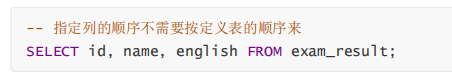 -- 指定列的顺序不需要按定义表的顺序来
SELECT id, name, english FROM exam_result;